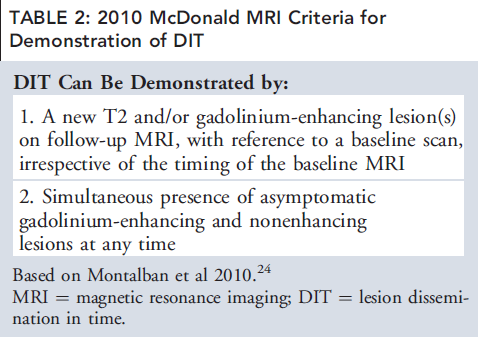 TABLE 2: 2010 McDonald MRI Criteria for
Demonstration of DIT
DIT Can Be Demonstrated by:
1. A new T2 and/or gadolinium-enhancing lesion(s)
on follow-up MRI, with reference to a baseline scan,
irrespective of the timing of the baseline MRI
2. Simultaneous presence of asymptomatic
gadolinium-enhancing and nonenhancing
lesions at any time
Based on Montalban et al 2010.24
MRI = magnetic resonance imaging; DIT = lesion dissemi-
nation in time.